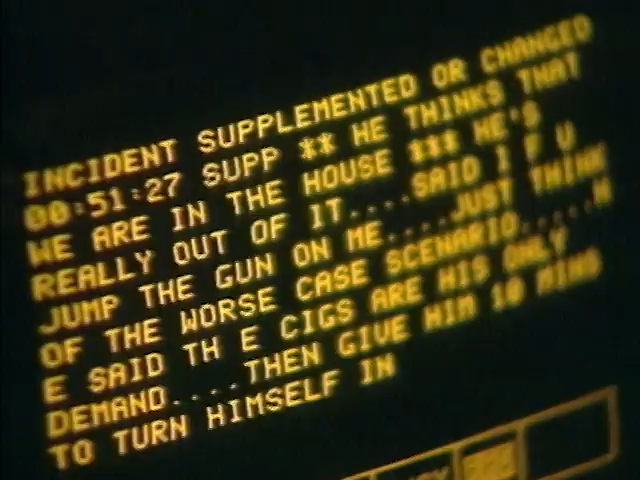 INCIDENT SUPPLEMENTED OR CHANGED
00:51:27 SUPP ** HE THINKS THAT
WE ARE IN THE HOUSE *** HE'S
REALLY OUT OF IT....SAID I F U
JUMP THE GUN ON ME....JUST THINK
OF THE WORSE CASE SCENARIO.....H
E SAID TH E CIGS ARE HIS ONLY
DEMAND....THEN GIVE HIM 10 MINS
TO TURN HIMSELF IN